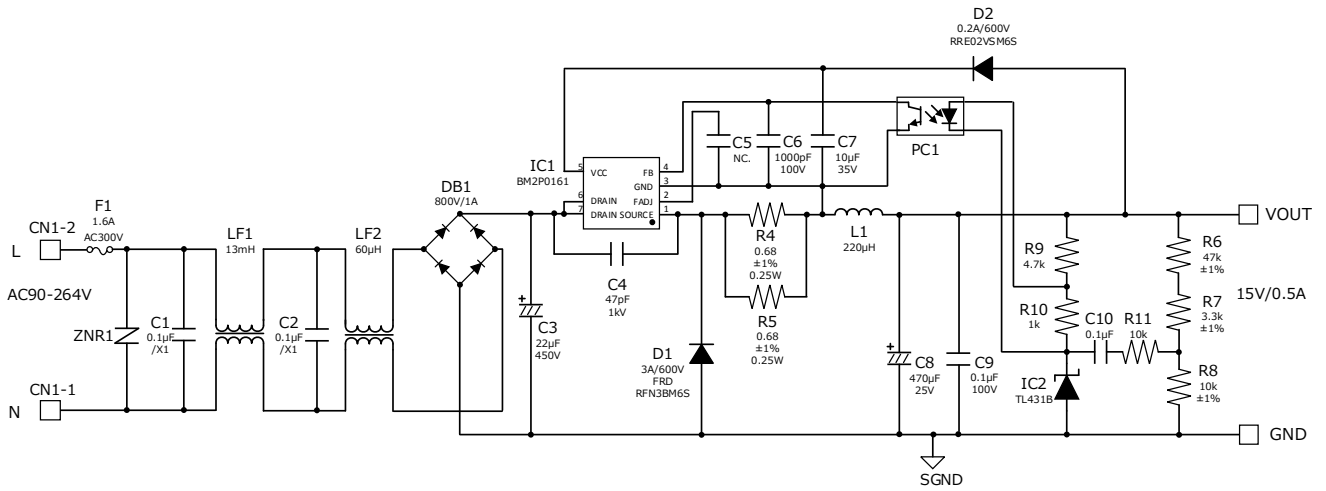 D2
0.2A/600V
RRE02VSM6S
PC1
C5
NC.
C6
1000pF
100V
C7
10µF
35V
IC1
BM2P0161
5 VCC
FB 4
GND 3
6 DRAIN
FADJ 2
7 DRAIN SOURCE 1
DB1
800V/1A
F1
1.6A
AC300V
CN1-2
L
AC90-264V
CN1-1
N
ZNR1
C1
0.1µF
/X1
LF1
13mH
C2
0.1µF
/X1
LF2
60µH
+
C3
22µF
450V
C4
47pF
1kV
D1
3A/600V
FRD
RFN3BM6S
R4
0.68
±1%
0.25W
R5
0.68
±1%
0.25W
L1
220µH
+
C8
470µF
25V
C9
0.1µF
100V
R9
4.7k
R10
1k
C10
0.1µF
R11
10k
IC2
TL431B
R6
47k
±1%
R7
3.3k
±1%
R8
10k
±1%
VOUT
15V/0.5A
GND
SGND